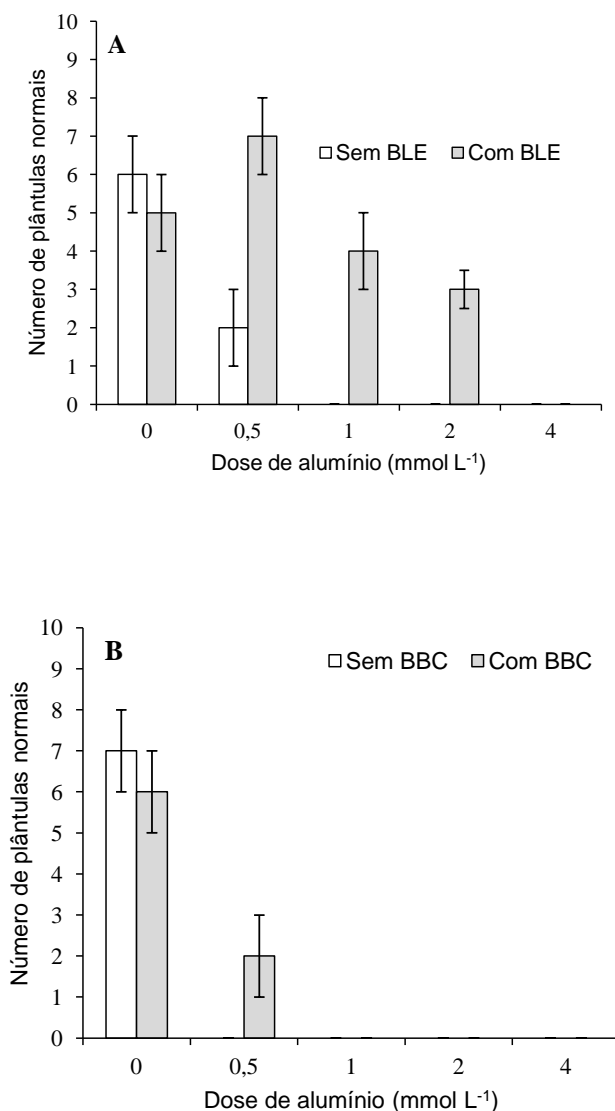 A
Número de plântulas normais
10
9
8
7
6
5
4
3
2
1
0
Sem BLE Com BLE
0 0,5 1 2 4
Dose de alumínio (mmol L⁻¹)
B
Número de plântulas normais
10
9
8
7
6
5
4
3
2
1
0
Sem BBC Com BBC
0 0,5 1 2 4
Dose de alumínio (mmol L⁻¹)